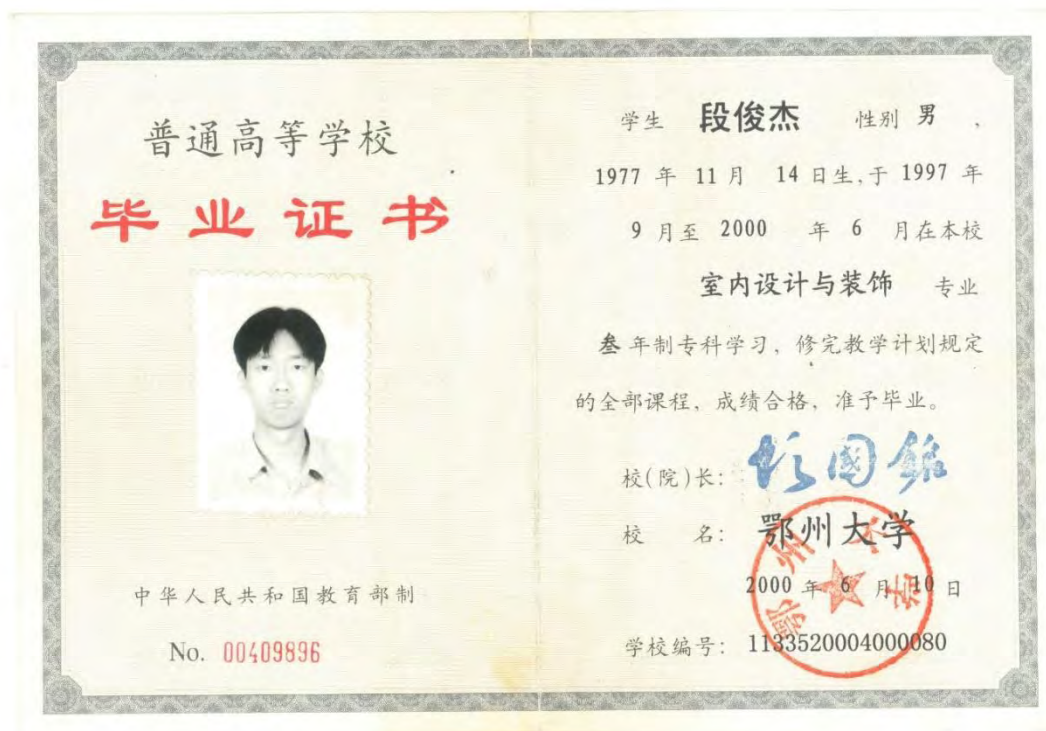 普通高等学校
毕业证书
中华人民共和国教育部制
No. 00409896
学生 段俊杰 性别 男 ,
1977 年 11 月 14 日生,于 1997 年
9 月至 2000 年 6 月在本校
室内设计与装饰 专业
叁 年制专科学习, 修完教学计划规定
的全部课程, 成绩合格, 准予毕业。
校(院)长:
校 名: 鄂州大学
2000 年 6 月 10 日
学校编号: 1133520004000080
鄂州大学